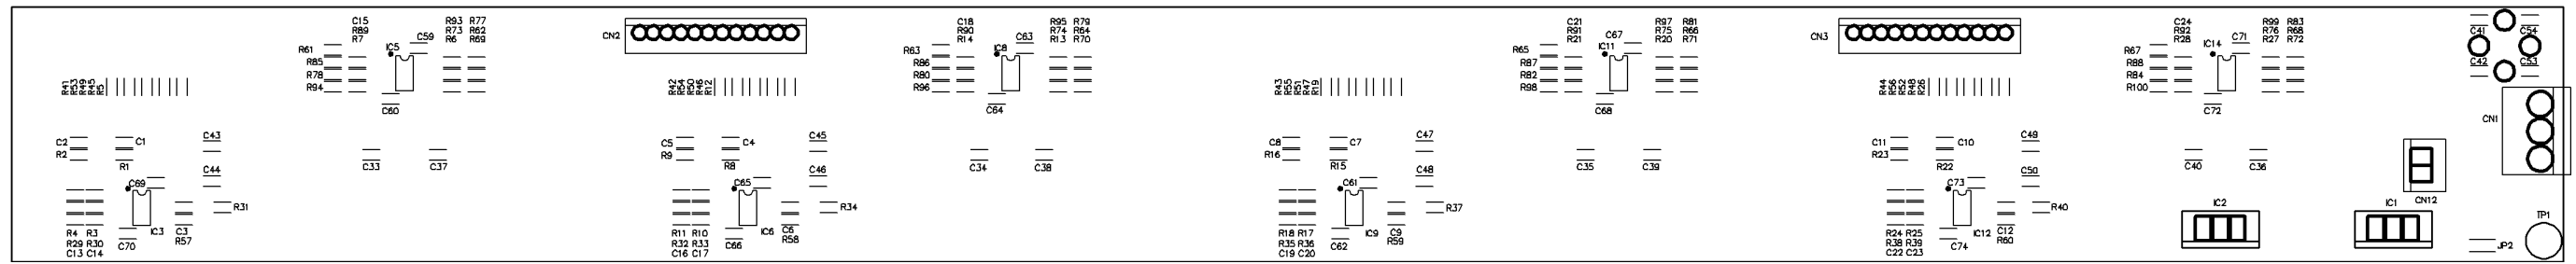 C15
R89
R7
R93 R77
R73 R62
R6 R69
C59
IC5
R61
R85
R78
R94
C60
CN2
C18
R90
R14
R95 R79
R74 R64
R13 R70
C63
IC8
R63
R86
R80
R96
C64
C21
R91
R21
R97 R81
R75 R66
R20 R71
C67
IC11
R65
R87
R82
R98
C68
CN3
C24
R92
R28
R99 R83
R76 R68
R27 R72
C71
IC14
R67
R88
R84
R100
C72
C41 C54
C42 C53
CN1
R41
R53
R49
R45
R5
R42
R54
R50
R46
R12
R43
R55
R51
R47
R19
R44
R56
R52
R48
R26
C2 C1 C43
R2 R1 C44
C33 C37
C5 C4 C45
R9 R8 C46
C34 C38
C8 C7 C47
R16 R15 C48
C35 C39
C11 C10 C49
R23 R22 C50
C40 C36
C69
R31
IC3
R4 R3 C70 C3
R29 R30 R57
C13 C14
C65
R34
IC6
R11 R10 C66 C6
R32 R33 R58
C16 C17
C61
R37
IC9
R18 R17 C62 C9
R35 R36 R59
C19 C20
C73
R40
IC12
R24 R25 C74 C12
R38 R39 R60
C22 C23
CN12
IC2
IC1
TP1
JP2